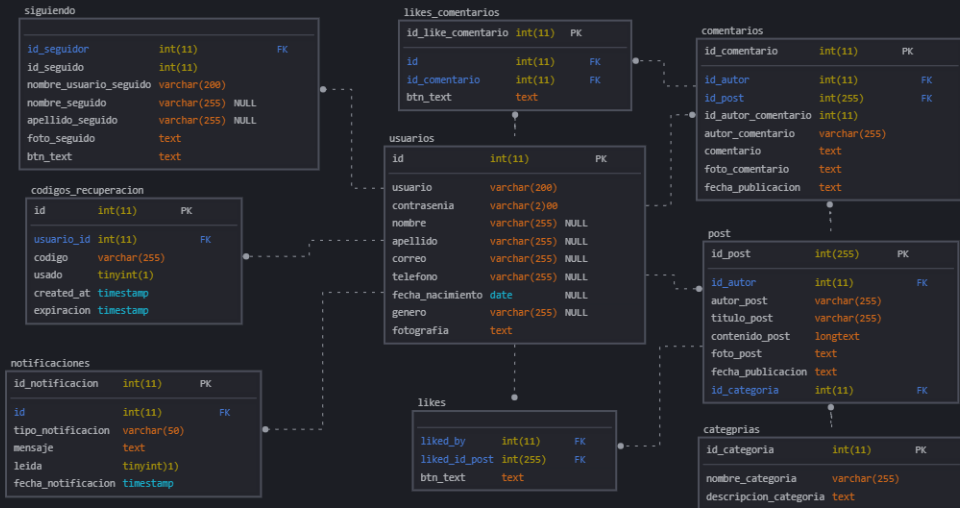 siguiendo
id_seguidor int(11) FK
id_seguido int(11)
nombre_usuario_seguido varchar(200)
nombre_seguido varchar(255) NULL
apellido_seguido varchar(255) NULL
foto_seguido text
btn_text text
likes_comentarios
id_like_comentario int(11) PK
id int(11) FK
id_comentario int(11) FK
btn_text text
comentarios
id_comentario int(11) PK
id_autor int(11) FK
id_post int(255) FK
id_autor_comentario int(11)
autor_comentario varchar(255)
comentario text
foto_comentario text
fecha_publicacion text
usuarios
id int(11) PK
usuario varchar(200)
contrasenia varchar(2)00
nombre varchar(255) NULL
apellido varchar(255) NULL
correo varchar(255) NULL
telefono varchar(255) NULL
fecha_nacimiento date NULL
genero varchar(255) NULL
fotografia text
codigos_recuperacion
id int(11) PK
usuario_id int(11) FK
codigo varchar(255)
usado tinyint(1)
created_at timestamp
expiracion timestamp
post
id_post int(255) PK
id_autor int(11) FK
autor_post varchar(255)
titulo_post varchar(255)
contenido_post longtext
foto_post text
fecha_publicacion text
id_categoria int(11) FK
notificaciones
id_notificacion int(11) PK
id int(11) FK
tipo_notificacion varchar(50)
mensaje text
leida tinyint)1)
fecha_notificacion timestamp
likes
liked_by int(11) FK
liked_id_post int(255) FK
btn_text text
categprias
id_categoria int(11) PK
nombre_categoria varchar(255)
descripcion_categoria text